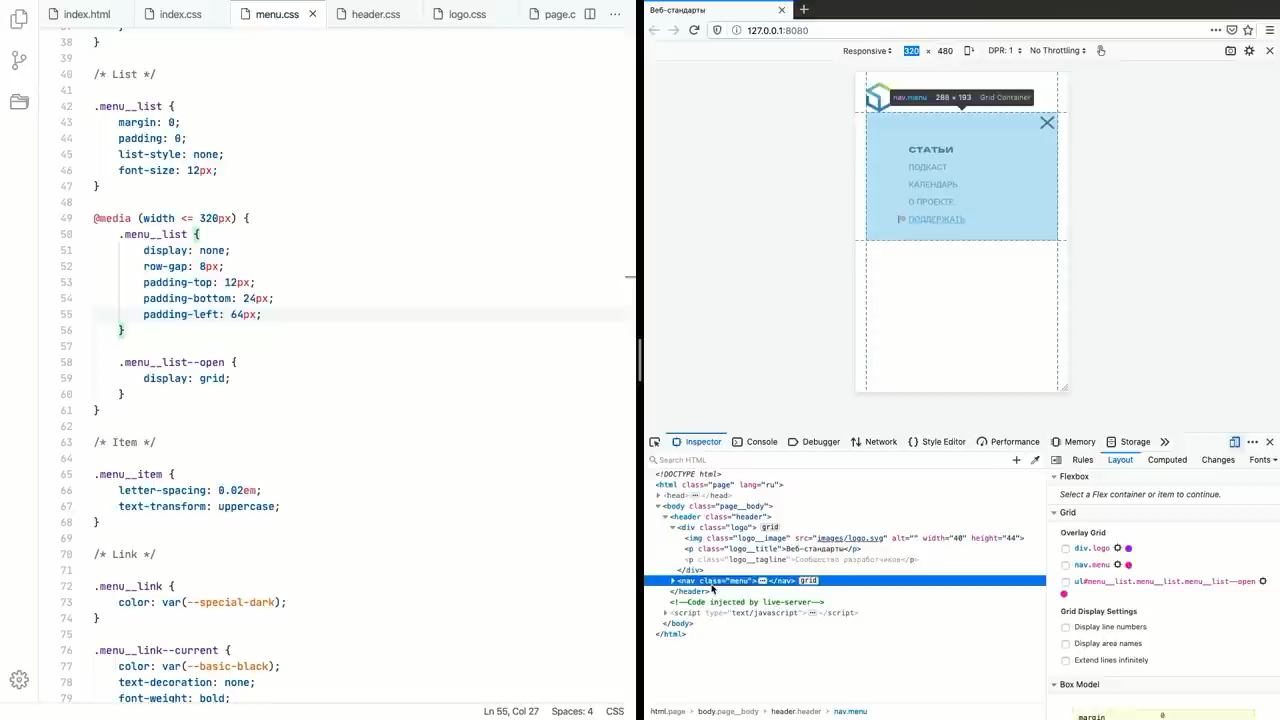 index.html
index.css
menu.css
header.css
logo.css
page.c
38 }
39
40 /* List */
41
42 .menu__list {
43 margin: 0;
44 padding: 0;
45 list-style: none;
46 font-size: 12px;
47 }
48
49 @media (width <= 320px) {
50 .menu__list {
51 display: none;
52 row-gap: 8px;
53 padding-top: 12px;
54 padding-bottom: 24px;
55 padding-left: 64px;
56 }
57
58 .menu__list--open {
59 display: grid;
60 }
61 }
62
63 /* Item */
64
65 .menu__item {
66 letter-spacing: 0.02em;
67 text-transform: uppercase;
68 }
69
70 /* Link */
71
72 .menu__link {
73 color: var(--special-dark);
74 }
75
76 .menu__link--current {
77 color: var(--basic-black);
78 text-decoration: none;
79 font-weight: bold;
Ln 55, Col 27 Spaces: 4 CSS
Веб-стандарты
127.0.0.1:8080
Responsive 320 × 480 DPR: 1 No Throttling
nav.menu 288 × 193 Grid Container
СТАТЬИ
ПОДКАСТ
КАЛЕНДАРЬ
О ПРОЕКТЕ
ПОДДЕРЖАТЬ
Inspector Console Debugger Network Style Editor Performance Memory Storage
Search HTML
Rules Layout Computed Changes Fonts
<!DOCTYPE html>
<html class="page" lang="ru">
<head></head>
<body class="page__body">
<header class="header">
<div class="logo"> grid
<img class="logo__image" src="images/logo.svg" alt="" width="40" height="44">
<p class="logo__title">Веб-стандарты</p>
<p class="logo__tagline">Сообщество разработчиков</p>
</div>
<nav class="menu"></nav> grid
</header>
<!--Code injected by live-server-->
<script type="text/javascript"></script>
</body>
</html>
html.page body.page__body header.header nav.menu
Flexbox
Select a Flex container or item to continue.
Grid
Overlay Grid
div.logo
nav.menu
ul#menu__list.menu__list.menu__list--open
Grid Display Settings
Display line numbers
Display area names
Extend lines infinitely
Box Model
margin 0